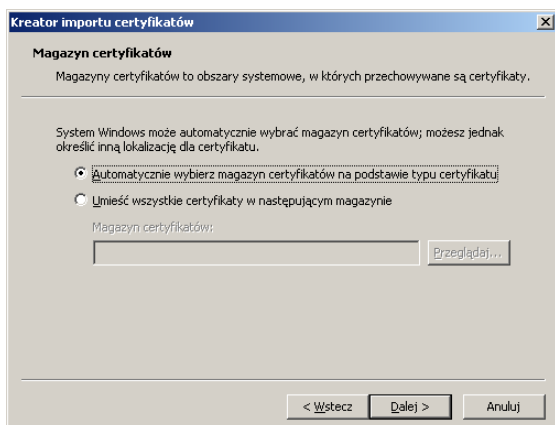 Kreator importu certyfikatów
Magazyn certyfikatów
Magazyny certyfikatów to obszary systemowe, w których przechowywane są certyfikaty.
System Windows może automatycznie wybrać magazyn certyfikatów; możesz jednak
określić inną lokalizację dla certyfikatu.
Automatycznie wybierz magazyn certyfikatów na podstawie typu certyfikatu
Umieść wszystkie certyfikaty w następującym magazynie
Magazyn certyfikatów:
Przeglądaj...
< Wstecz Dalej > Anuluj